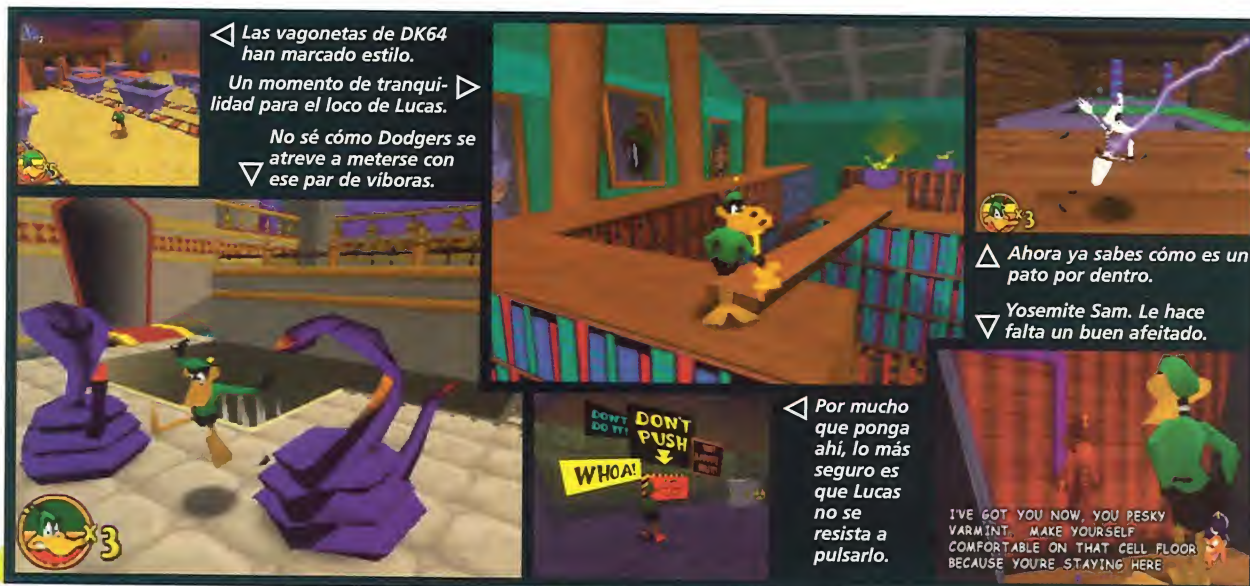 Las vagonetas de DK64
han marcado estilo.
Un momento de tranqui-
lidad para el loco de Lucas.
No sé cómo Dodgers se
atreve a meterse con
ese par de víboras.
x5
x3
x3
Ahora ya sabes cómo es un
pato por dentro.
Yosemite Sam. Le hace
falta un buen afeitado.
DON'T
DO IT!
DON'T
PUSH
WHOA!
Por mucho
que ponga
ahí, lo más
seguro es
que Lucas
no se
resista a
pulsarlo.
I'VE GOT YOU NOW, YOU PESKY
VARMINT. MAKE YOURSELF
COMFORTABLE ON THAT CELL FLOOR
BECAUSE YOU'RE STAYING HERE